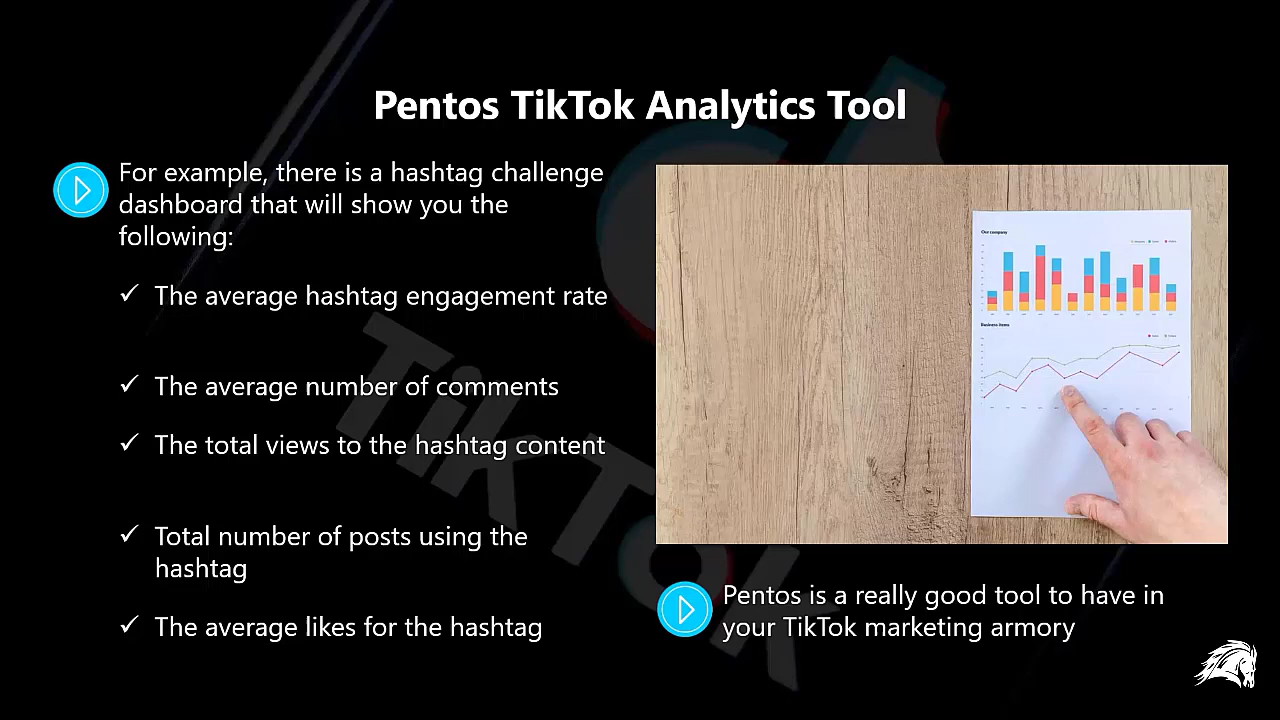 Pentos TikTok Analytics Tool
For example, there is a hashtag challenge
dashboard that will show you the
following:
✓ The average hashtag engagement rate
✓ The average number of comments
✓ The total views to the hashtag content
✓ Total number of posts using the
hashtag
✓ The average likes for the hashtag
Our company
Business items
Pentos is a really good tool to have in
your TikTok marketing armory
TikTok